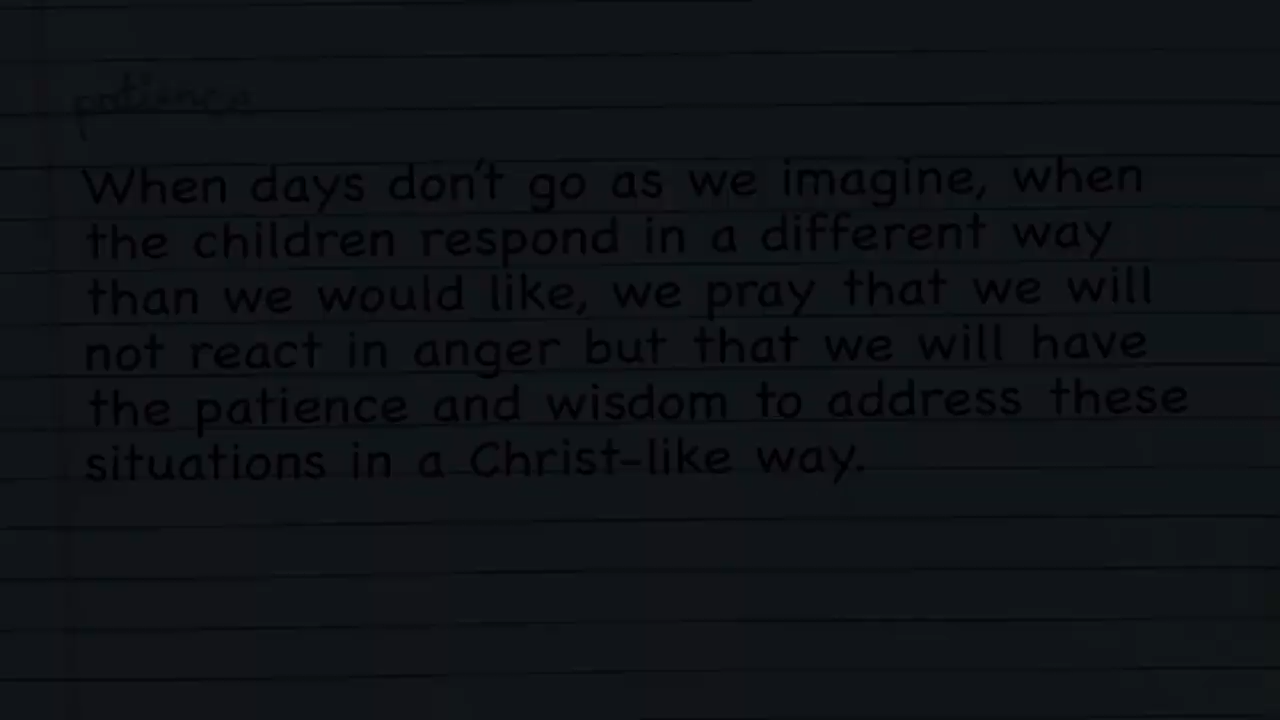 patience
When days don't go as we imagine, when
the children respond in a different way
than we would like, we pray that we will
not react in anger but that we will have
the patience and wisdom to address these
situations in a Christ-like way.